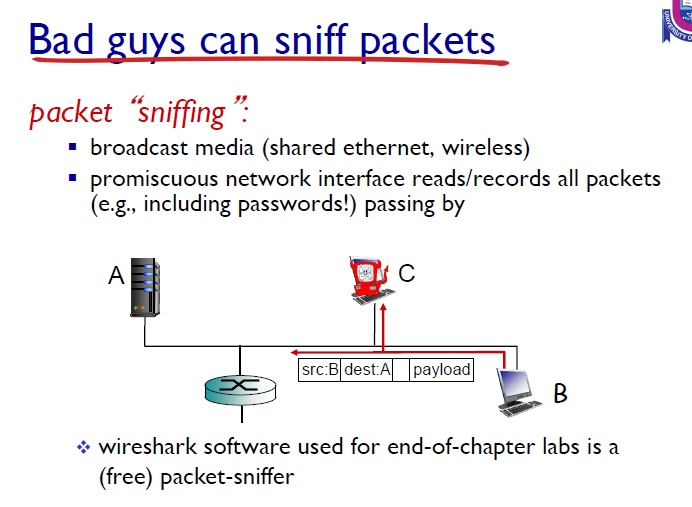 Bad guys can sniff packets
UNIVERSITY O
packet “sniffing”:
▪ broadcast media (shared ethernet, wireless)
▪ promiscuous network interface reads/records all packets
(e.g., including passwords!) passing by
A
C
src:B dest:A payload
B
❖ wireshark software used for end-of-chapter labs is a
(free) packet-sniffer